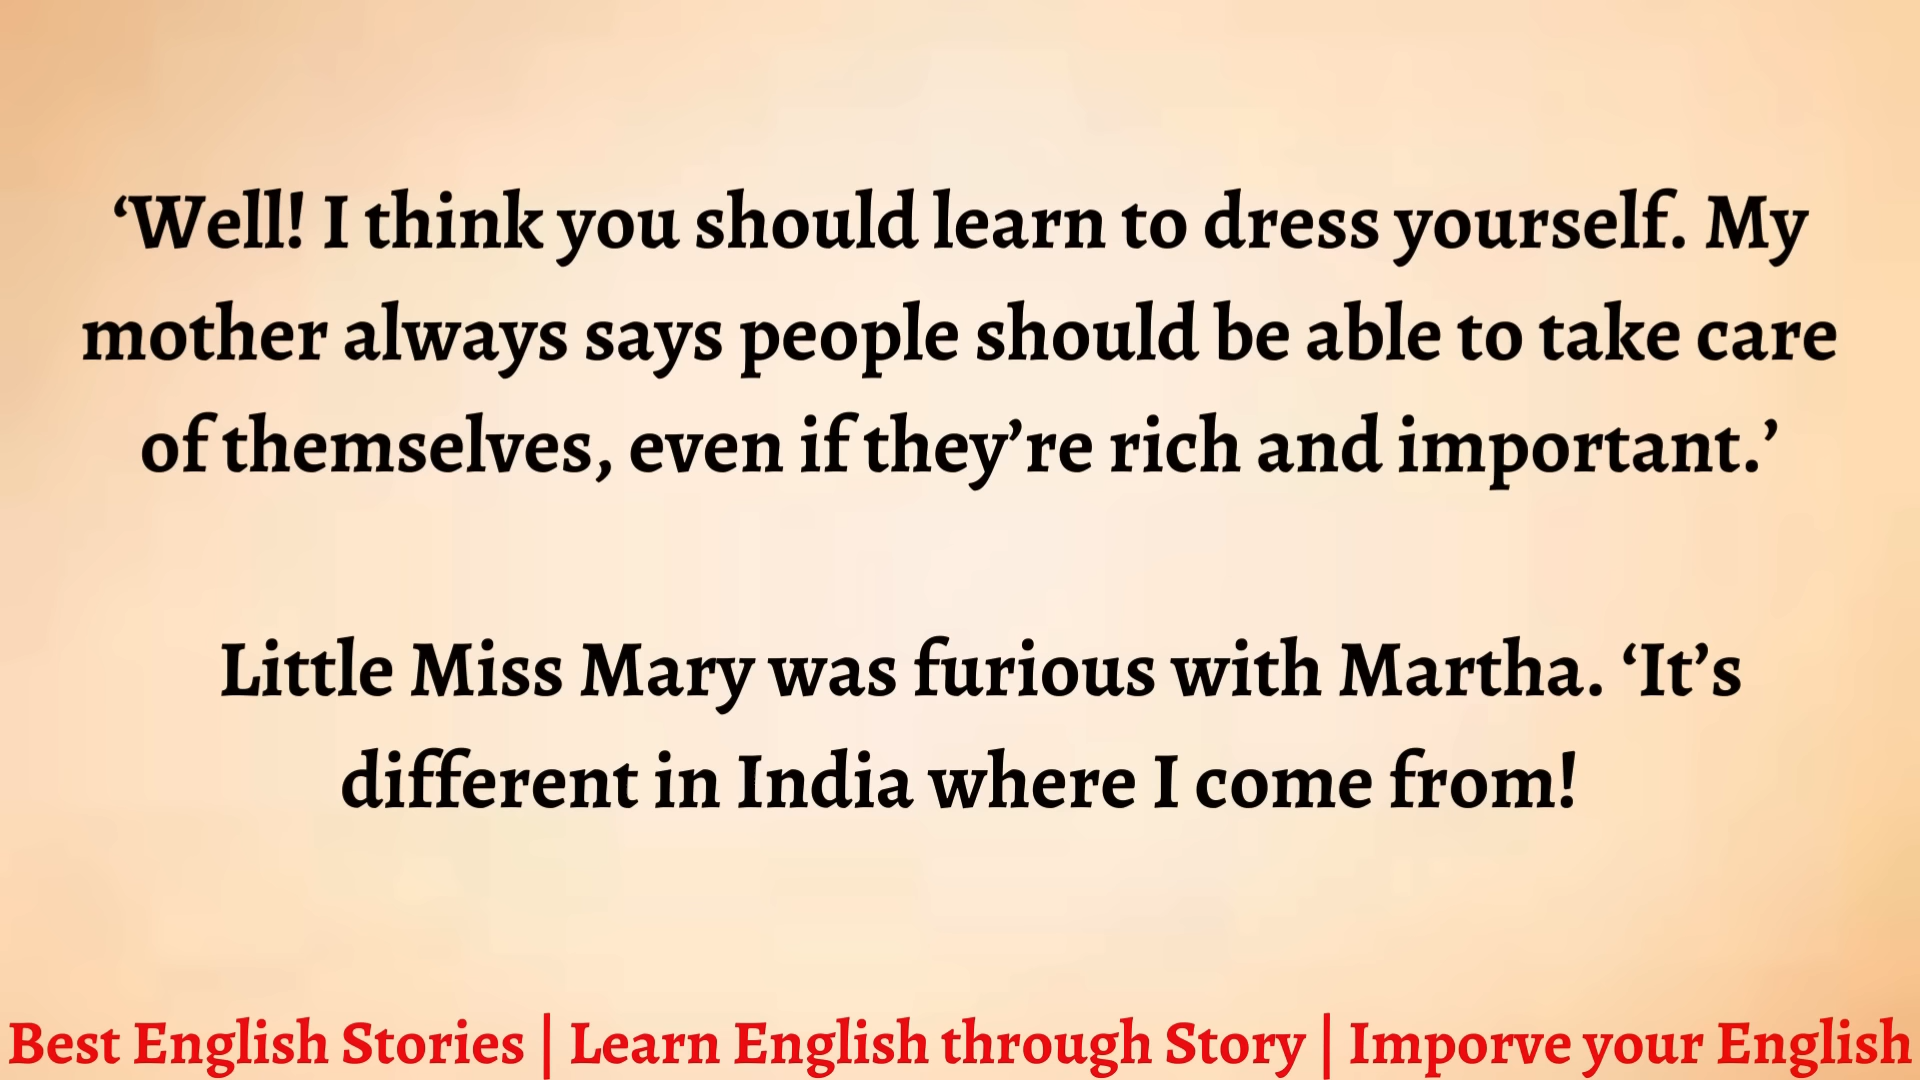 ‘Well! I think you should learn to dress yourself. My
mother always says people should be able to take care
of themselves, even if they’re rich and important.’
Little Miss Mary was furious with Martha. ‘It’s
different in India where I come from!
Best English Stories | Learn English through Story | Imporve your English